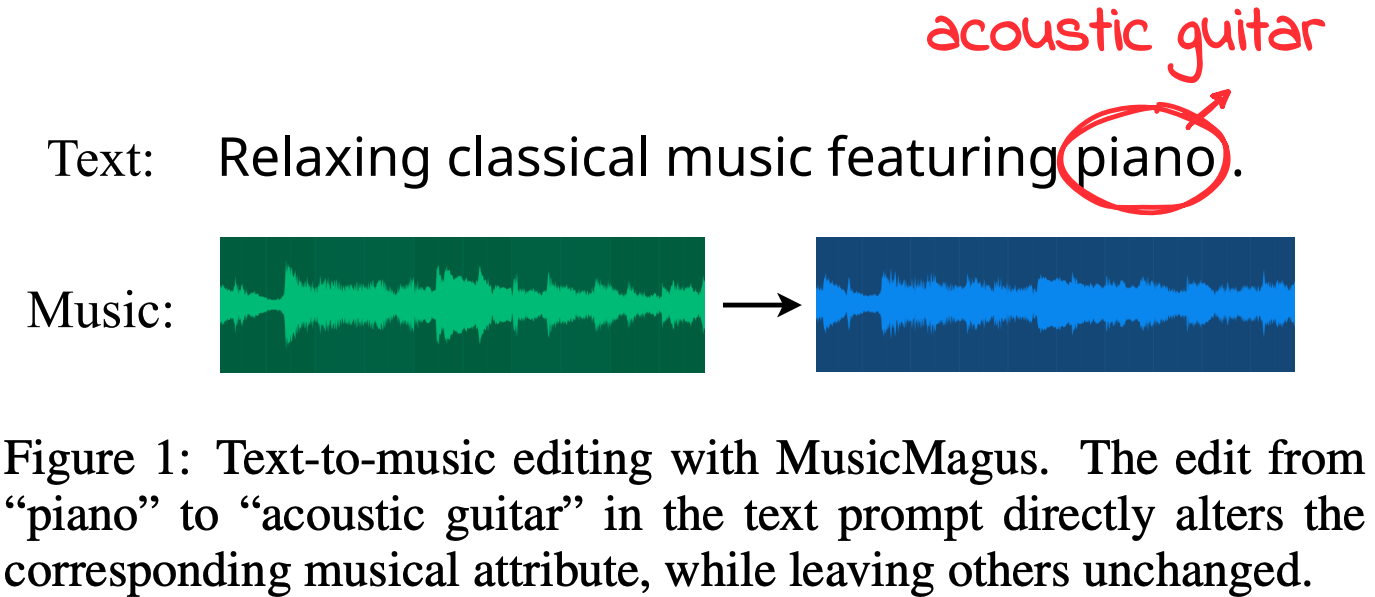 acoustic guitar
Text: Relaxing classical music featuring piano.
Music:
Figure 1: Text-to-music editing with MusicMagus. The edit from
“piano” to “acoustic guitar” in the text prompt directly alters the
corresponding musical attribute, while leaving others unchanged.